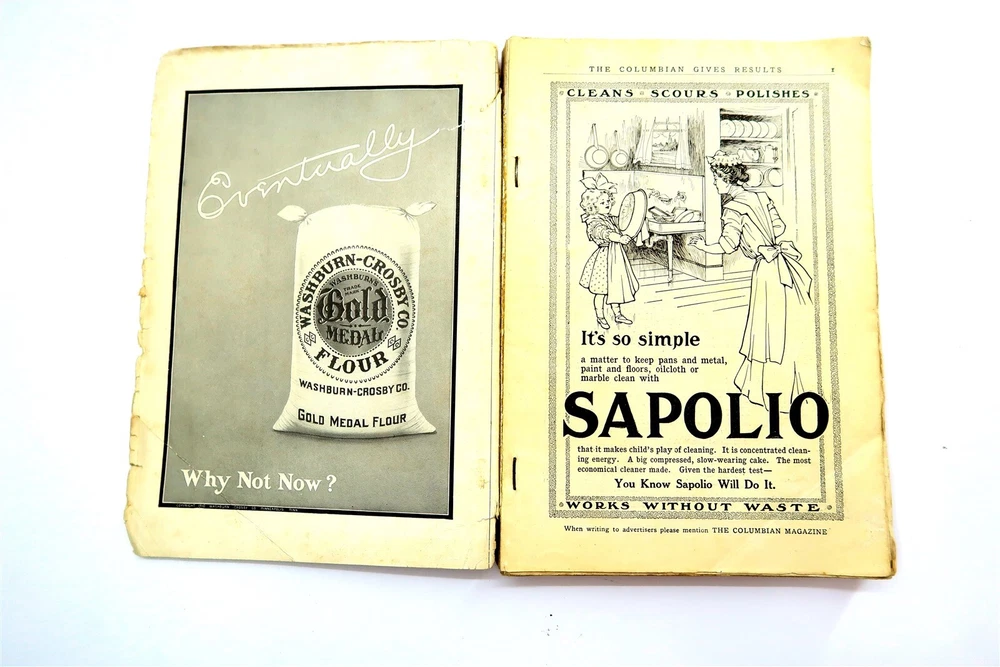 Eventually
WASHBURN-CROSBY CO.
WASHBURN'S
TRADE
MARK
Gold
MEDAL
FLOUR
WASHBURN-CROSBY CO.
GOLD MEDAL FLOUR
Why Not Now?
THE COLUMBIAN GIVES RESULTS
CLEANS SCOURS POLISHES
It's so simple
a matter to keep pans and metal,
paint and floors, oilcloth or
marble clean with
SAPOLIO
that it makes child's play of cleaning. It is concentrated clean-
ing energy. A big compressed, slow-wearing cake. The most
economical cleaner made. Given the hardest test—
You Know Sapolio Will Do It.
WORKS WITHOUT WASTE
When writing to advertisers please mention THE COLUMBIAN MAGAZINE